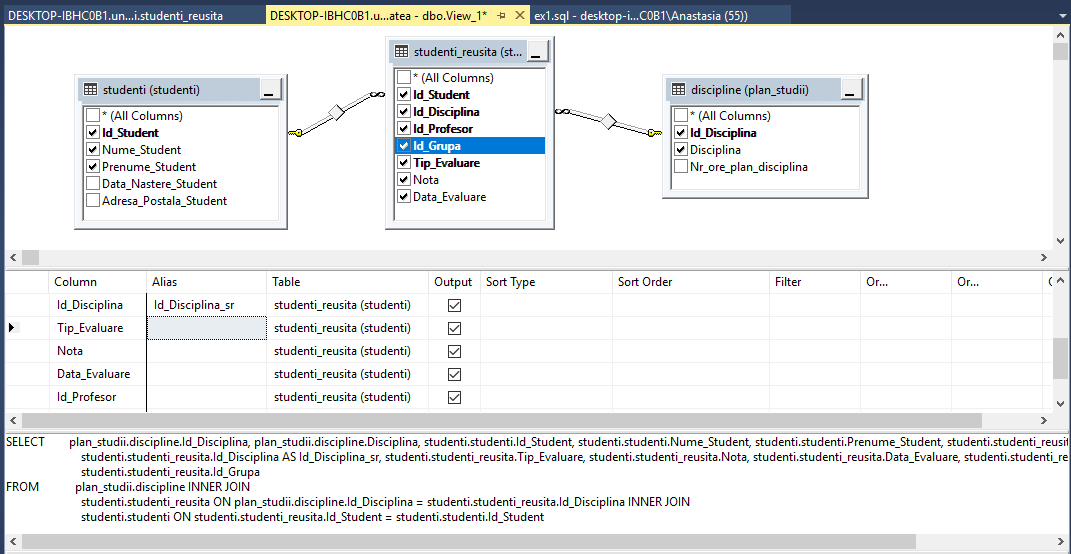 DESKTOP-IBHC0B1.un...i.studenti_reusita
DESKTOP-IBHC0B1.u...atea - dbo.View_1*
ex1.sql - desktop-i...C0B1\Anastasia (55))
studenti (studenti)
* (All Columns)
Id_Student
Nume_Student
Prenume_Student
Data_Nastere_Student
Adresa_Postala_Student
studenti_reusita (st...
* (All Columns)
Id_Student
Id_Disciplina
Id_Profesor
Id_Grupa
Tip_Evaluare
Nota
Data_Evaluare
discipline (plan_studii)
* (All Columns)
Id_Disciplina
Disciplina
Nr_ore_plan_disciplina
Column Alias Table Output Sort Type Sort Order Filter Or... Or...
Id_Disciplina Id_Disciplina_sr studenti_reusita (studenti)
Tip_Evaluare studenti_reusita (studenti)
Nota studenti_reusita (studenti)
Data_Evaluare studenti_reusita (studenti)
Id_Profesor studenti_reusita (studenti)
SELECT plan_studii.discipline.Id_Disciplina, plan_studii.discipline.Disciplina, studenti.studenti.Id_Student, studenti.studenti.Nume_Student, studenti.studenti.Prenume_Student, studenti.studenti_reusit
studenti.studenti_reusita.Id_Disciplina AS Id_Disciplina_sr, studenti.studenti_reusita.Tip_Evaluare, studenti.studenti_reusita.Nota, studenti.studenti_reusita.Data_Evaluare, studenti.studenti_re
studenti.studenti_reusita.Id_Grupa
FROM plan_studii.discipline INNER JOIN
studenti.studenti_reusita ON plan_studii.discipline.Id_Disciplina = studenti.studenti_reusita.Id_Disciplina INNER JOIN
studenti.studenti ON studenti.studenti_reusita.Id_Student = studenti.studenti.Id_Student